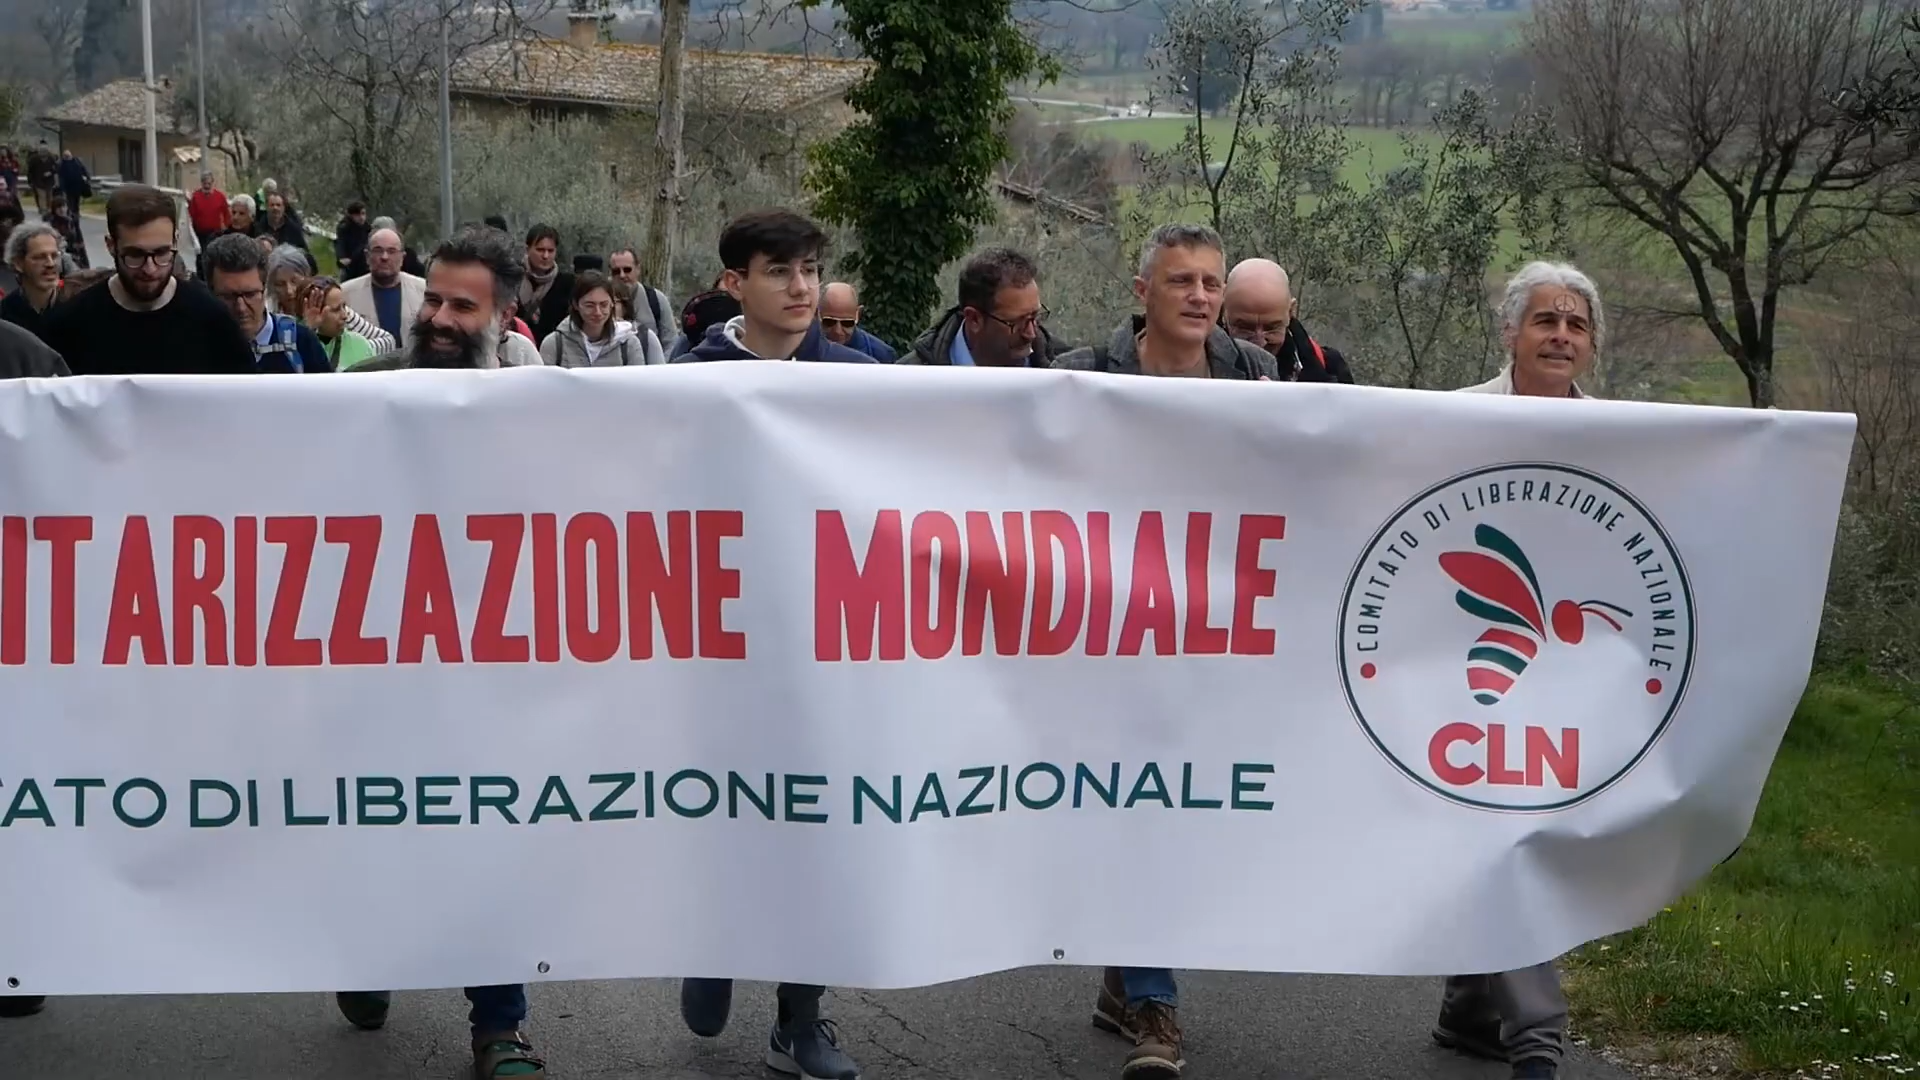 ITARIZZAZIONE MONDIALE
ATO DI LIBERAZIONE NAZIONALE
• COMITATO DI LIBERAZIONE NAZIONALE •
CLN